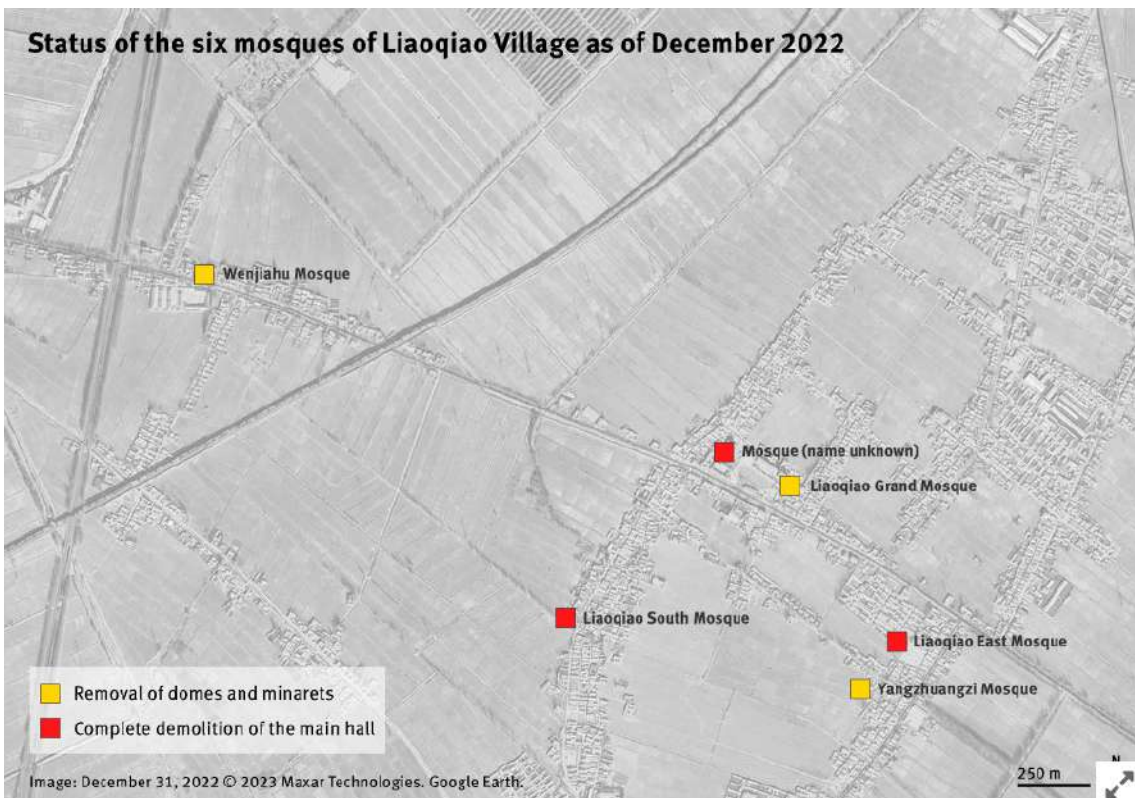 Status of the six mosques of Liaoqiao Village as of December 2022
Wenjiahu Mosque
Mosque (name unknown)
Liaoqiao Grand Mosque
Liaoqiao South Mosque
Liaoqiao East Mosque
Yangzhuangzi Mosque
Removal of domes and minarets
Complete demolition of the main hall
Image: December 31, 2022 © 2023 Maxar Technologies. Google Earth.
N
250 m